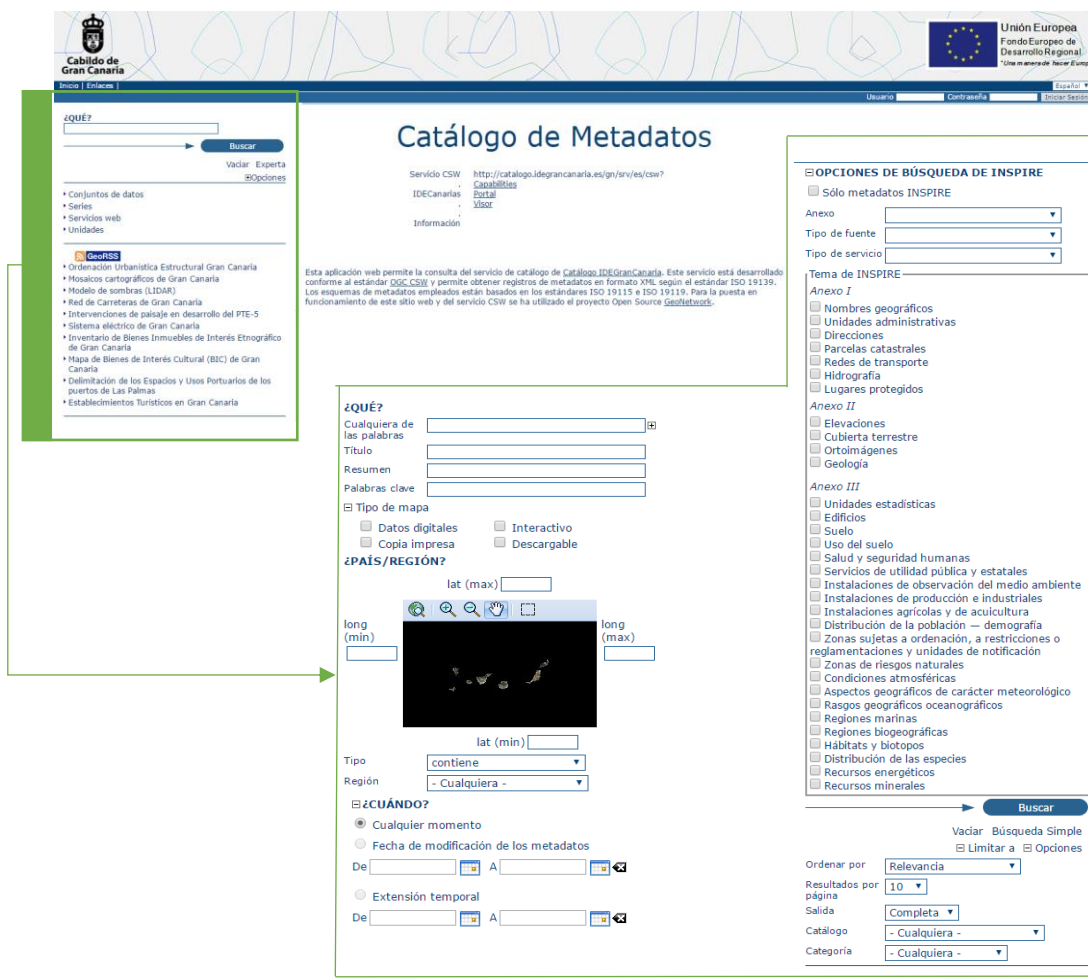 Cabildo de
Gran Canaria
Unión Europea
Fondo Europeo de
Desarrollo Regional
"Una manera de hacer Europ
Inicio | Enlaces |
Español
Usuario
Contraseña
Iniciar Sesión
¿QUÉ?
Buscar
Vaciar Experta
Opciones
Conjuntos de datos
Series
Servicios web
Unidades
GeoRSS
Ordenación Urbanística Estructural Gran Canaria
Mosaicos cartográficos de Gran Canaria
Modelo de sombras (LIDAR)
Red de Carreteras de Gran Canaria
Intervenciones de paisaje en desarrollo del PTE-5
Sistema eléctrico de Gran Canaria
Inventario de Bienes Inmuebles de Interés Etnográfico
de Gran Canaria
Mapa de Bienes de Interés Cultural (BIC) de Gran
Canaria
Delimitación de los Espacios y Usos Portuarios de los
puertos de Las Palmas
Establecimientos Turísticos en Gran Canaria
Catálogo de Metadatos
Servicio CSW http://catalogo.idegrancanaria.es/gn/srv/es/csw?
, Capabilities
IDECanarias Portal
, Visor
,
Información
Esta aplicación web permite la consulta del servicio de catálogo de Catálogo IDEGranCanaria. Este servicio está desarrollado
conforme al estándar OGC CSW y permite obtener registros de metadatos en formato XML según el estándar ISO 19139.
Los esquemas de metadatos empleados están basados en los estándares ISO 19115 e ISO 19119. Para la puesta en
funcionamiento de este sitio web y del servicio CSW se ha utilizado el proyecto Open Source GeoNetwork.
¿QUÉ?
Cualquiera de
las palabras
Título
Resumen
Palabras clave
Tipo de mapa
Datos digitales Interactivo
Copia impresa Descargable
¿PAÍS/REGIÓN?
lat (max)
long
(min)
long
(max)
lat (min)
Tipo contiene
Región - Cualquiera -
¿CUÁNDO?
Cualquier momento
Fecha de modificación de los metadatos
De A
Extensión temporal
De A
OPCIONES DE BÚSQUEDA DE INSPIRE
Sólo metadatos INSPIRE
Anexo
Tipo de fuente
Tipo de servicio
Tema de INSPIRE
Anexo I
Nombres geográficos
Unidades administrativas
Direcciones
Parcelas catastrales
Redes de transporte
Hidrografía
Lugares protegidos
Anexo II
Elevaciones
Cubierta terrestre
Ortoimágenes
Geología
Anexo III
Unidades estadísticas
Edificios
Suelo
Uso del suelo
Salud y seguridad humanas
Servicios de utilidad pública y estatales
Instalaciones de observación del medio ambiente
Instalaciones de producción e industriales
Instalaciones agrícolas y de acuicultura
Distribución de la población — demografía
Zonas sujetas a ordenación, a restricciones o
reglamentaciones y unidades de notificación
Zonas de riesgos naturales
Condiciones atmosféricas
Aspectos geográficos de carácter meteorológico
Rasgos geográficos oceanográficos
Regiones marinas
Regiones biogeográficas
Hábitats y biotopos
Distribución de las especies
Recursos energéticos
Recursos minerales
Buscar
Vaciar Búsqueda Simple
Limitar a Opciones
Ordenar por Relevancia
Resultados por
página
10
Salida Completa
Catálogo - Cualquiera -
Categoría - Cualquiera -